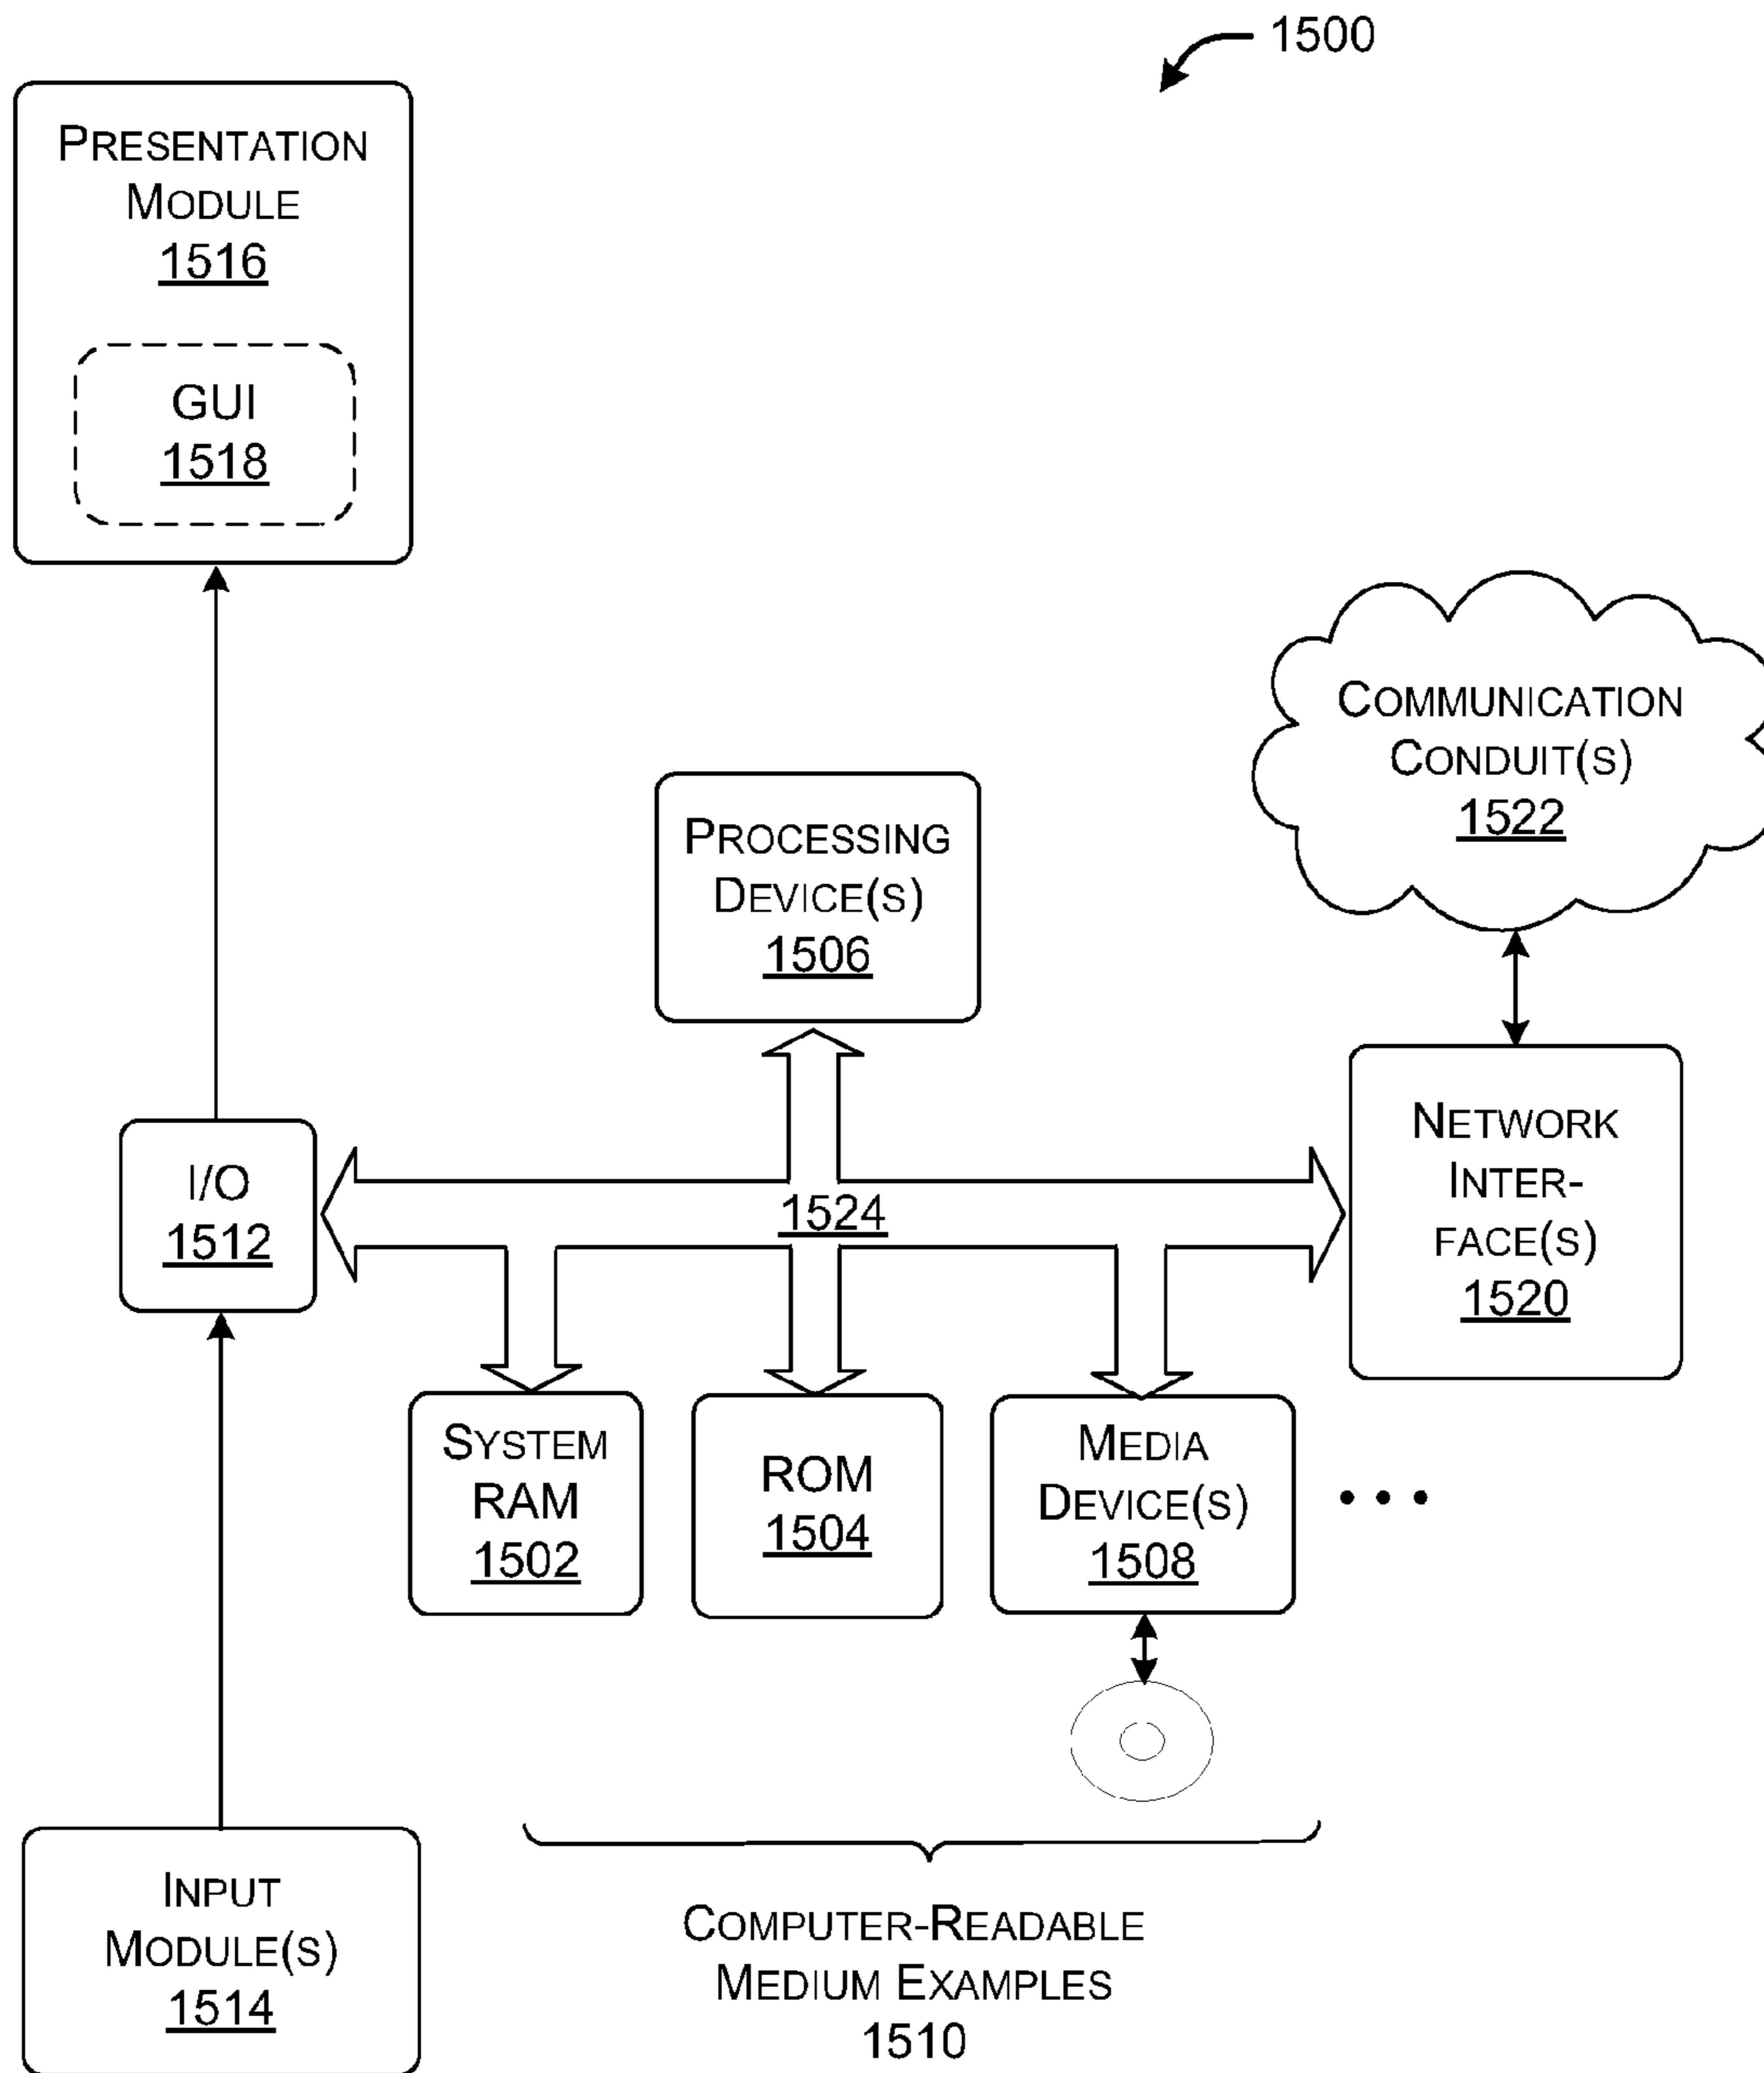 1500
PRESENTATION
MODULE
1516
GUI
1518
COMMUNICATION
CONDUIT(S)
1522
PROCESSING
DEVICE(S)
1506
NETWORK
INTER-
FACE(S)
1520
I/O
1512
1524
SYSTEM
RAM
1502
ROM
1504
MEDIA
DEVICE(S)
1508
• • •
INPUT
MODULE(S)
1514
COMPUTER-READABLE
MEDIUM EXAMPLES
1510